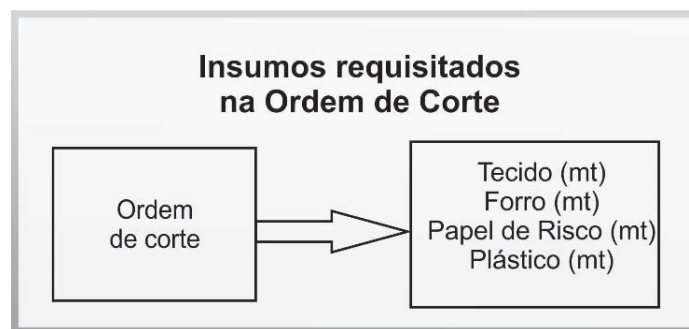 Insumos requisitados
na Ordem de Corte
Ordem
de corte
Tecido (mt)
Forro (mt)
Papel de Risco (mt)
Plástico (mt)